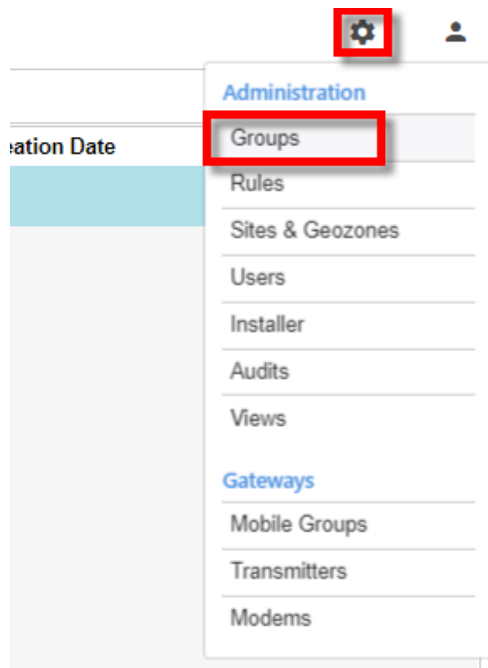 Administration
eation Date
Groups
Rules
Sites & Geozones
Users
Installer
Audits
Views
Gateways
Mobile Groups
Transmitters
Modems